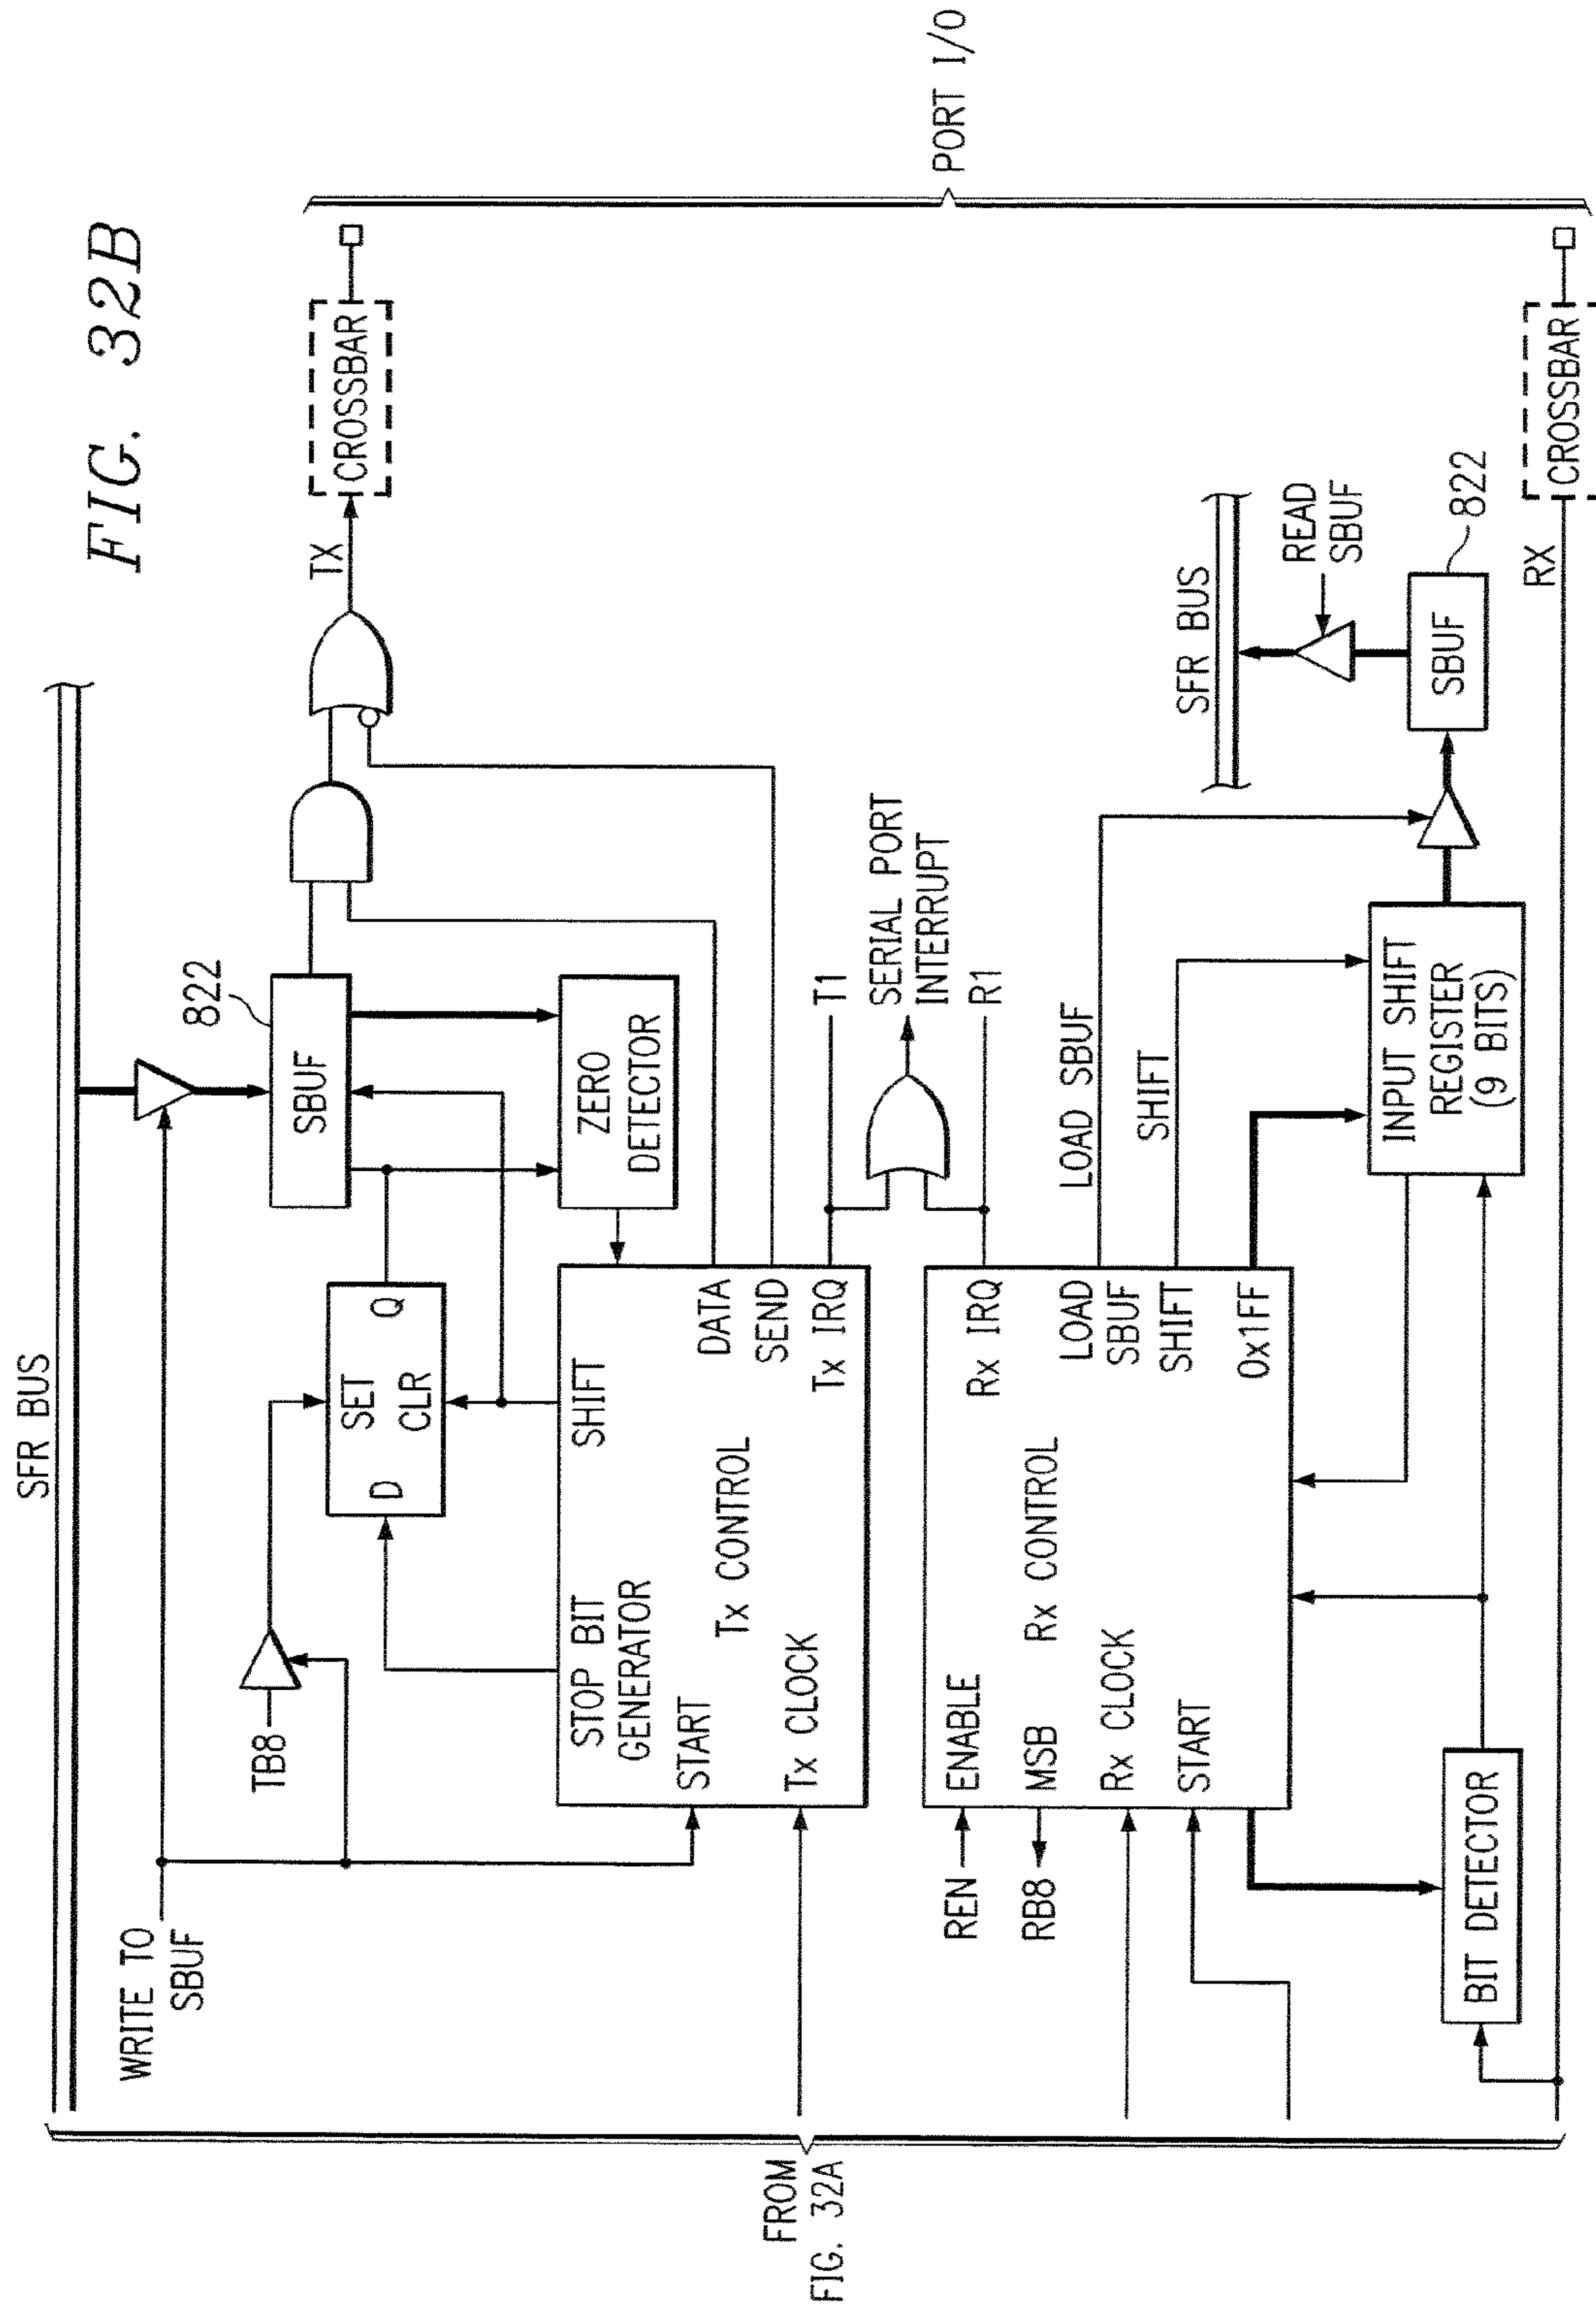 FIG. 32B
SFR BUS
WRITE TO
SBUF
TB8
822
SBUF
TX
CROSSBAR
PORT I/O
D
SET
CLR
Q
ZERO
DETECTOR
STOP BIT
GENERATOR
SHIFT
START
Tx CONTROL
DATA
SEND
Tx CLOCK
Tx IRQ
T1
SERIAL PORT
INTERRUPT
R1
FROM
FIG. 32A
REN
ENABLE
Rx IRQ
RB8
MSB
Rx CONTROL
LOAD
SBUF
Rx CLOCK
SHIFT
START
0x1FF
LOAD SBUF
SHIFT
SFR BUS
READ
SBUF
INPUT SHIFT
REGISTER
(9 BITS)
SBUF
822
BIT DETECTOR
RX
CROSSBAR